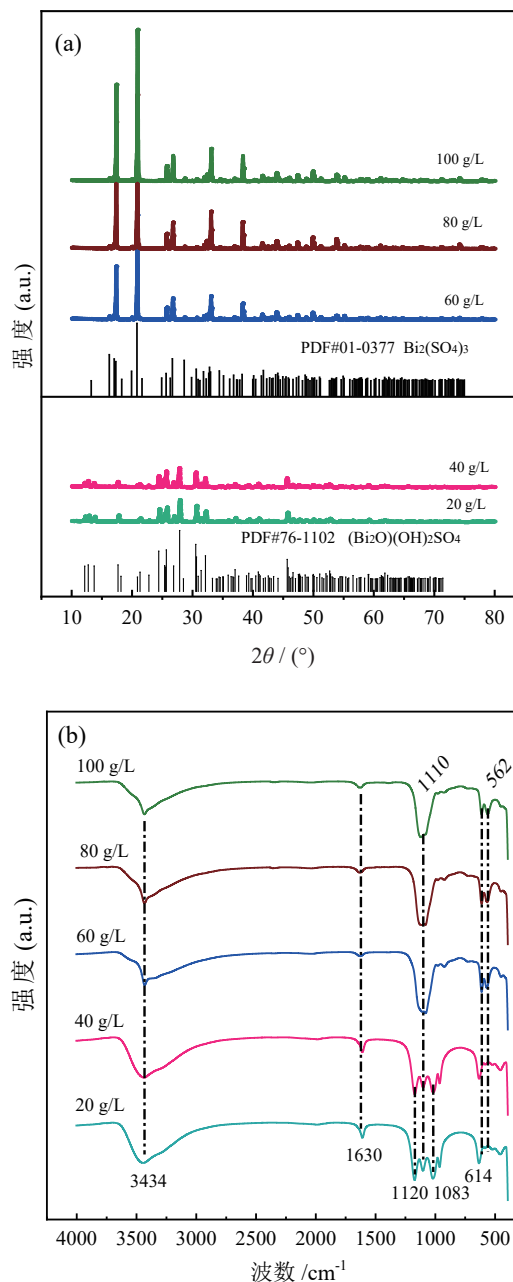 (a)
100 g/L
80 g/L
60 g/L
PDF#01-0377 Bi2(SO4)3
40 g/L
20 g/L
PDF#76-1102 (Bi2O)(OH)2SO4
强 度 (a.u.)
10 20 30 40 50 60 70 80
2θ / (°)
(b)
100 g/L
1110
562
80 g/L
60 g/L
40 g/L
20 g/L
3434
1630
1120 1083
614
强 度 (a.u.)
4000 3500 3000 2500 2000 1500 1000 500
波数 /cm-1